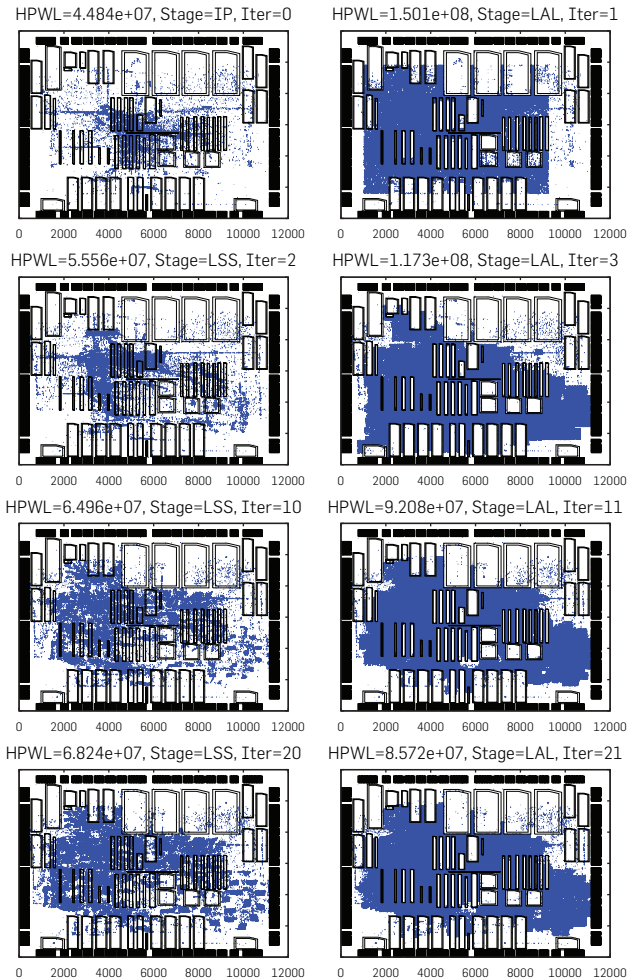 HPWL=4.484e+07, Stage=IP, Iter=0
HPWL=1.501e+08, Stage=LAL, Iter=1
0 2000 4000 6000 8000 10000 12000
0 2000 4000 6000 8000 10000 12000
HPWL=5.556e+07, Stage=LSS, Iter=2
HPWL=1.173e+08, Stage=LAL, Iter=3
0 2000 4000 6000 8000 10000 12000
0 2000 4000 6000 8000 10000 12000
HPWL=6.496e+07, Stage=LSS, Iter=10
HPWL=9.208e+07, Stage=LAL, Iter=11
0 2000 4000 6000 8000 10000 12000
0 2000 4000 6000 8000 10000 12000
HPWL=6.824e+07, Stage=LSS, Iter=20
HPWL=8.572e+07, Stage=LAL, Iter=21
0 2000 4000 6000 8000 10000 12000
0 2000 4000 6000 8000 10000 12000